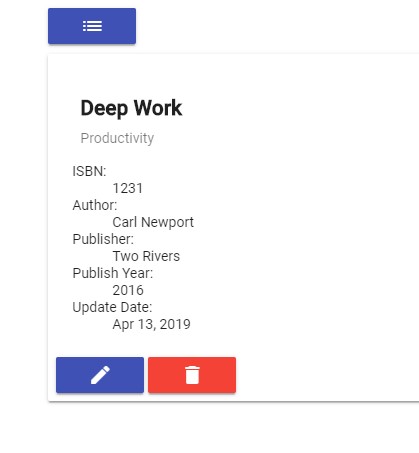 Deep Work
Productivity
ISBN:
1231
Author:
Carl Newport
Publisher:
Two Rivers
Publish Year:
2016
Update Date:
Apr 13, 2019